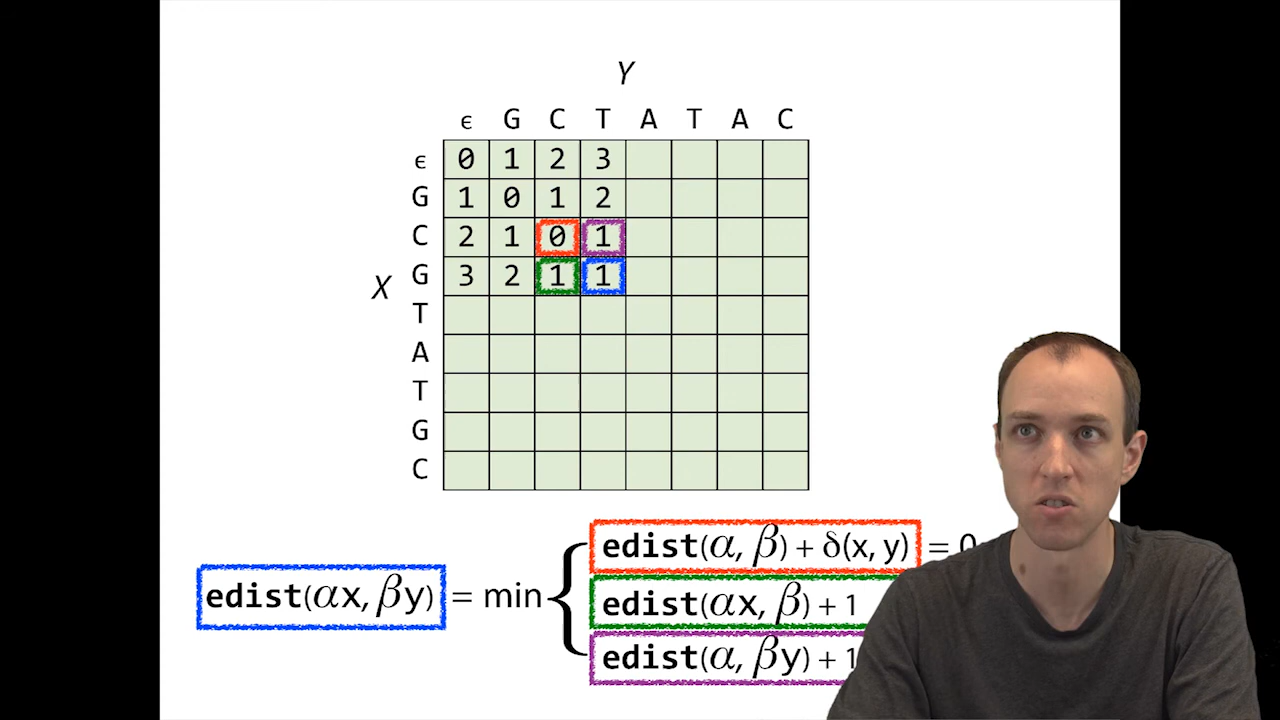 Y
ϵ G C T A T A C
ϵ 0 1 2 3
G 1 0 1 2
C 2 1 0 1
X
G 3 2 1 1
T
A
T
G
C
edist(αx, βy) = min
edist(α, β) + δ(x, y) = 0
edist(αx, β) + 1
edist(α, βy) + 1